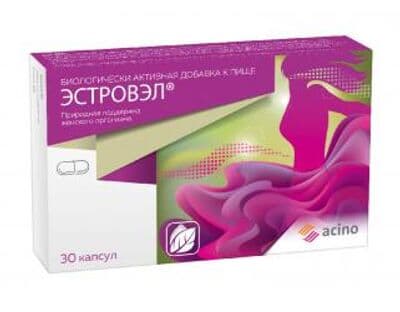 БИОЛОГИЧЕСКИ АКТИВНАЯ ДОБАВКА К ПИЩЕ
ЭСТРОВЭЛ®
Природная поддержка
женского организма
30 капсул
acino